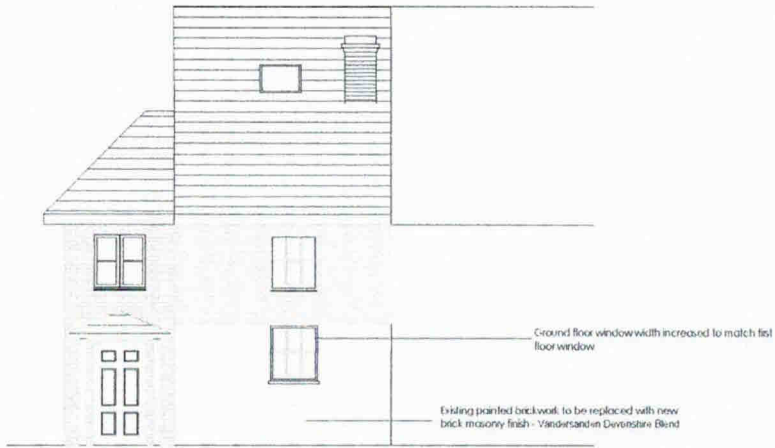 Ground floor window width increased to match first
floor window
Existing painted brickwork to be replaced with new
brick masonry finish - Vandersanden Devonshire Blend